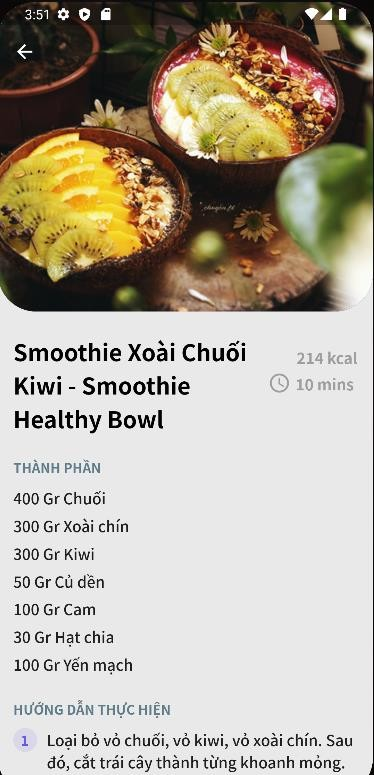 3:51
Smoothie Xoài Chuối
Kiwi - Smoothie
Healthy Bowl
214 kcal
10 mins
THÀNH PHẦN
400 Gr Chuối
300 Gr Xoài chín
300 Gr Kiwi
50 Gr Củ dền
100 Gr Cam
30 Gr Hạt chia
100 Gr Yến mạch
HƯỚNG DẪN THỰC HIỆN
1 Loại bỏ vỏ chuối, vỏ kiwi, vỏ xoài chín. Sau
đó, cắt trái cây thành từng khoanh mỏng.